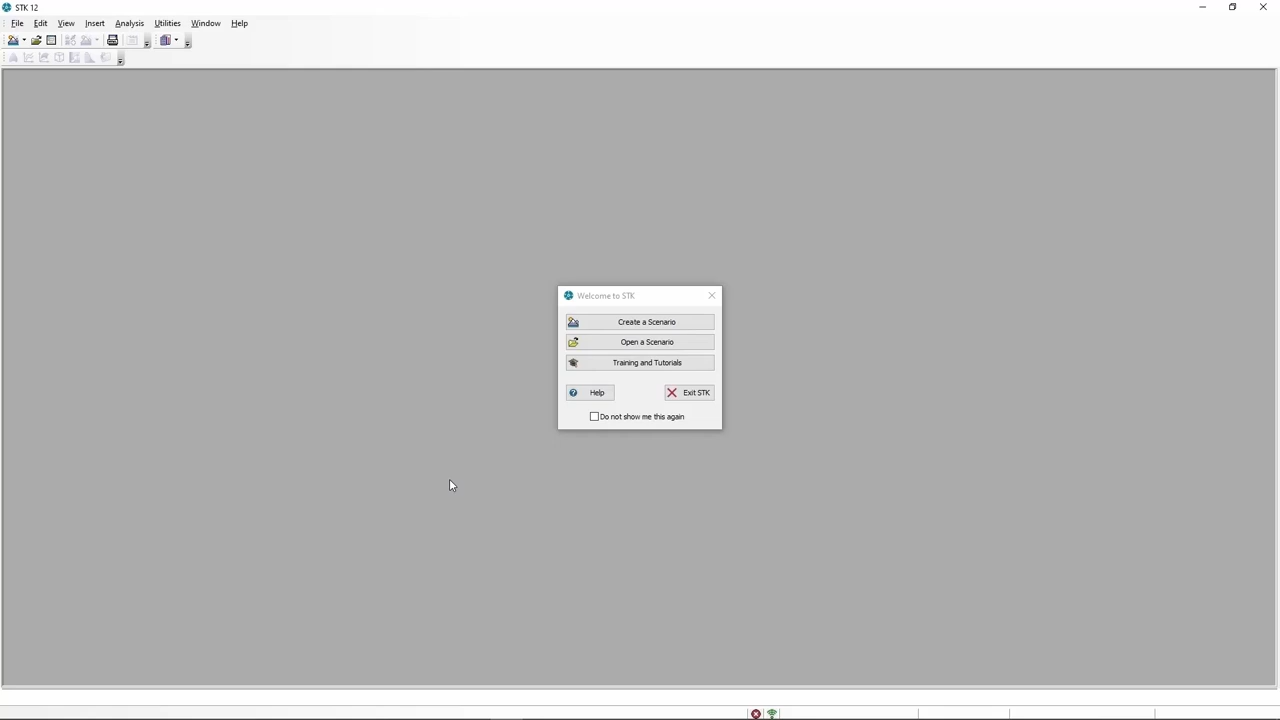 STK 12
File Edit View Insert Analysis Utilities Window Help
Welcome to STK
Create a Scenario
Open a Scenario
Training and Tutorials
Help Exit STK
Do not show me this again